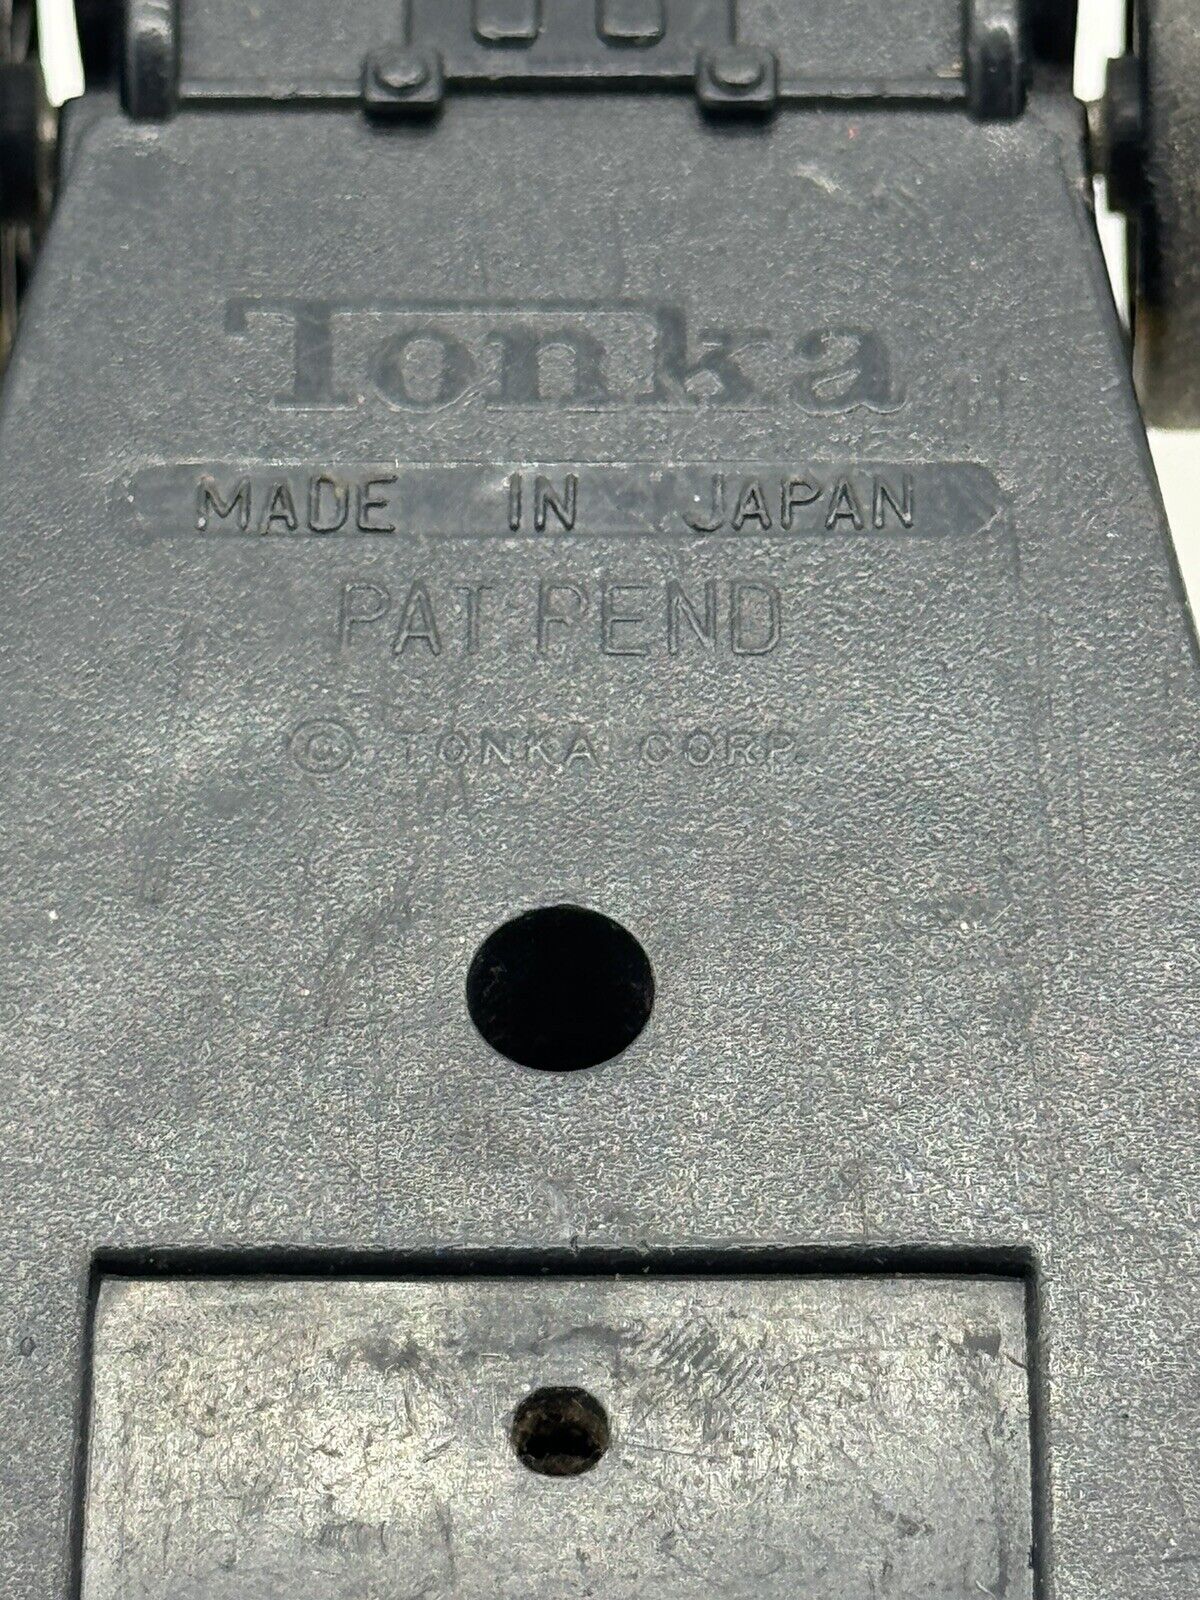 Tonka
MADE IN JAPAN
PAT. PEND
© TONKA CORP.